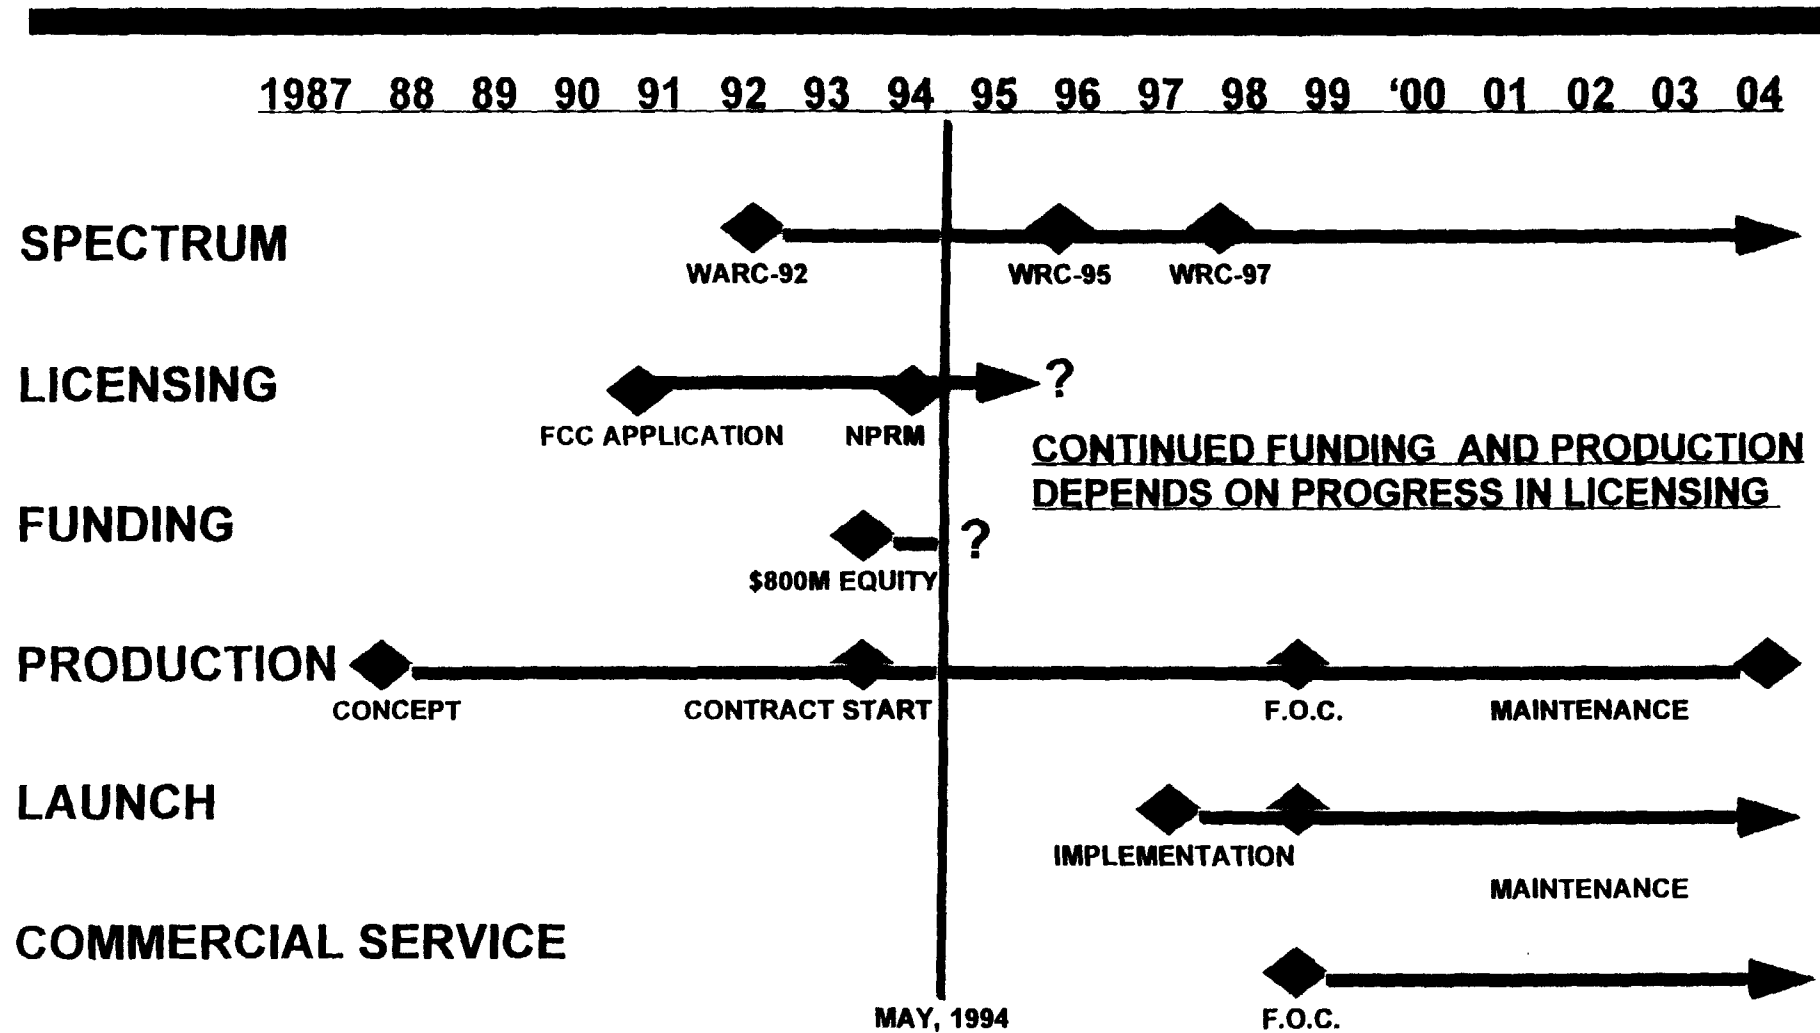 1987 88 89 90 91 92 93 94 95 96 97 98 99 '00 01 02 03 04
SPECTRUM
WARC-92 WRC-95 WRC-97
LICENSING ?
FCC APPLICATION NPRM
CONTINUED FUNDING AND PRODUCTION
DEPENDS ON PROGRESS IN LICENSING
FUNDING ?
$800M EQUITY
PRODUCTION
CONCEPT CONTRACT START F.O.C. MAINTENANCE
LAUNCH
IMPLEMENTATION
MAINTENANCE
COMMERCIAL SERVICE
MAY, 1994 F.O.C.